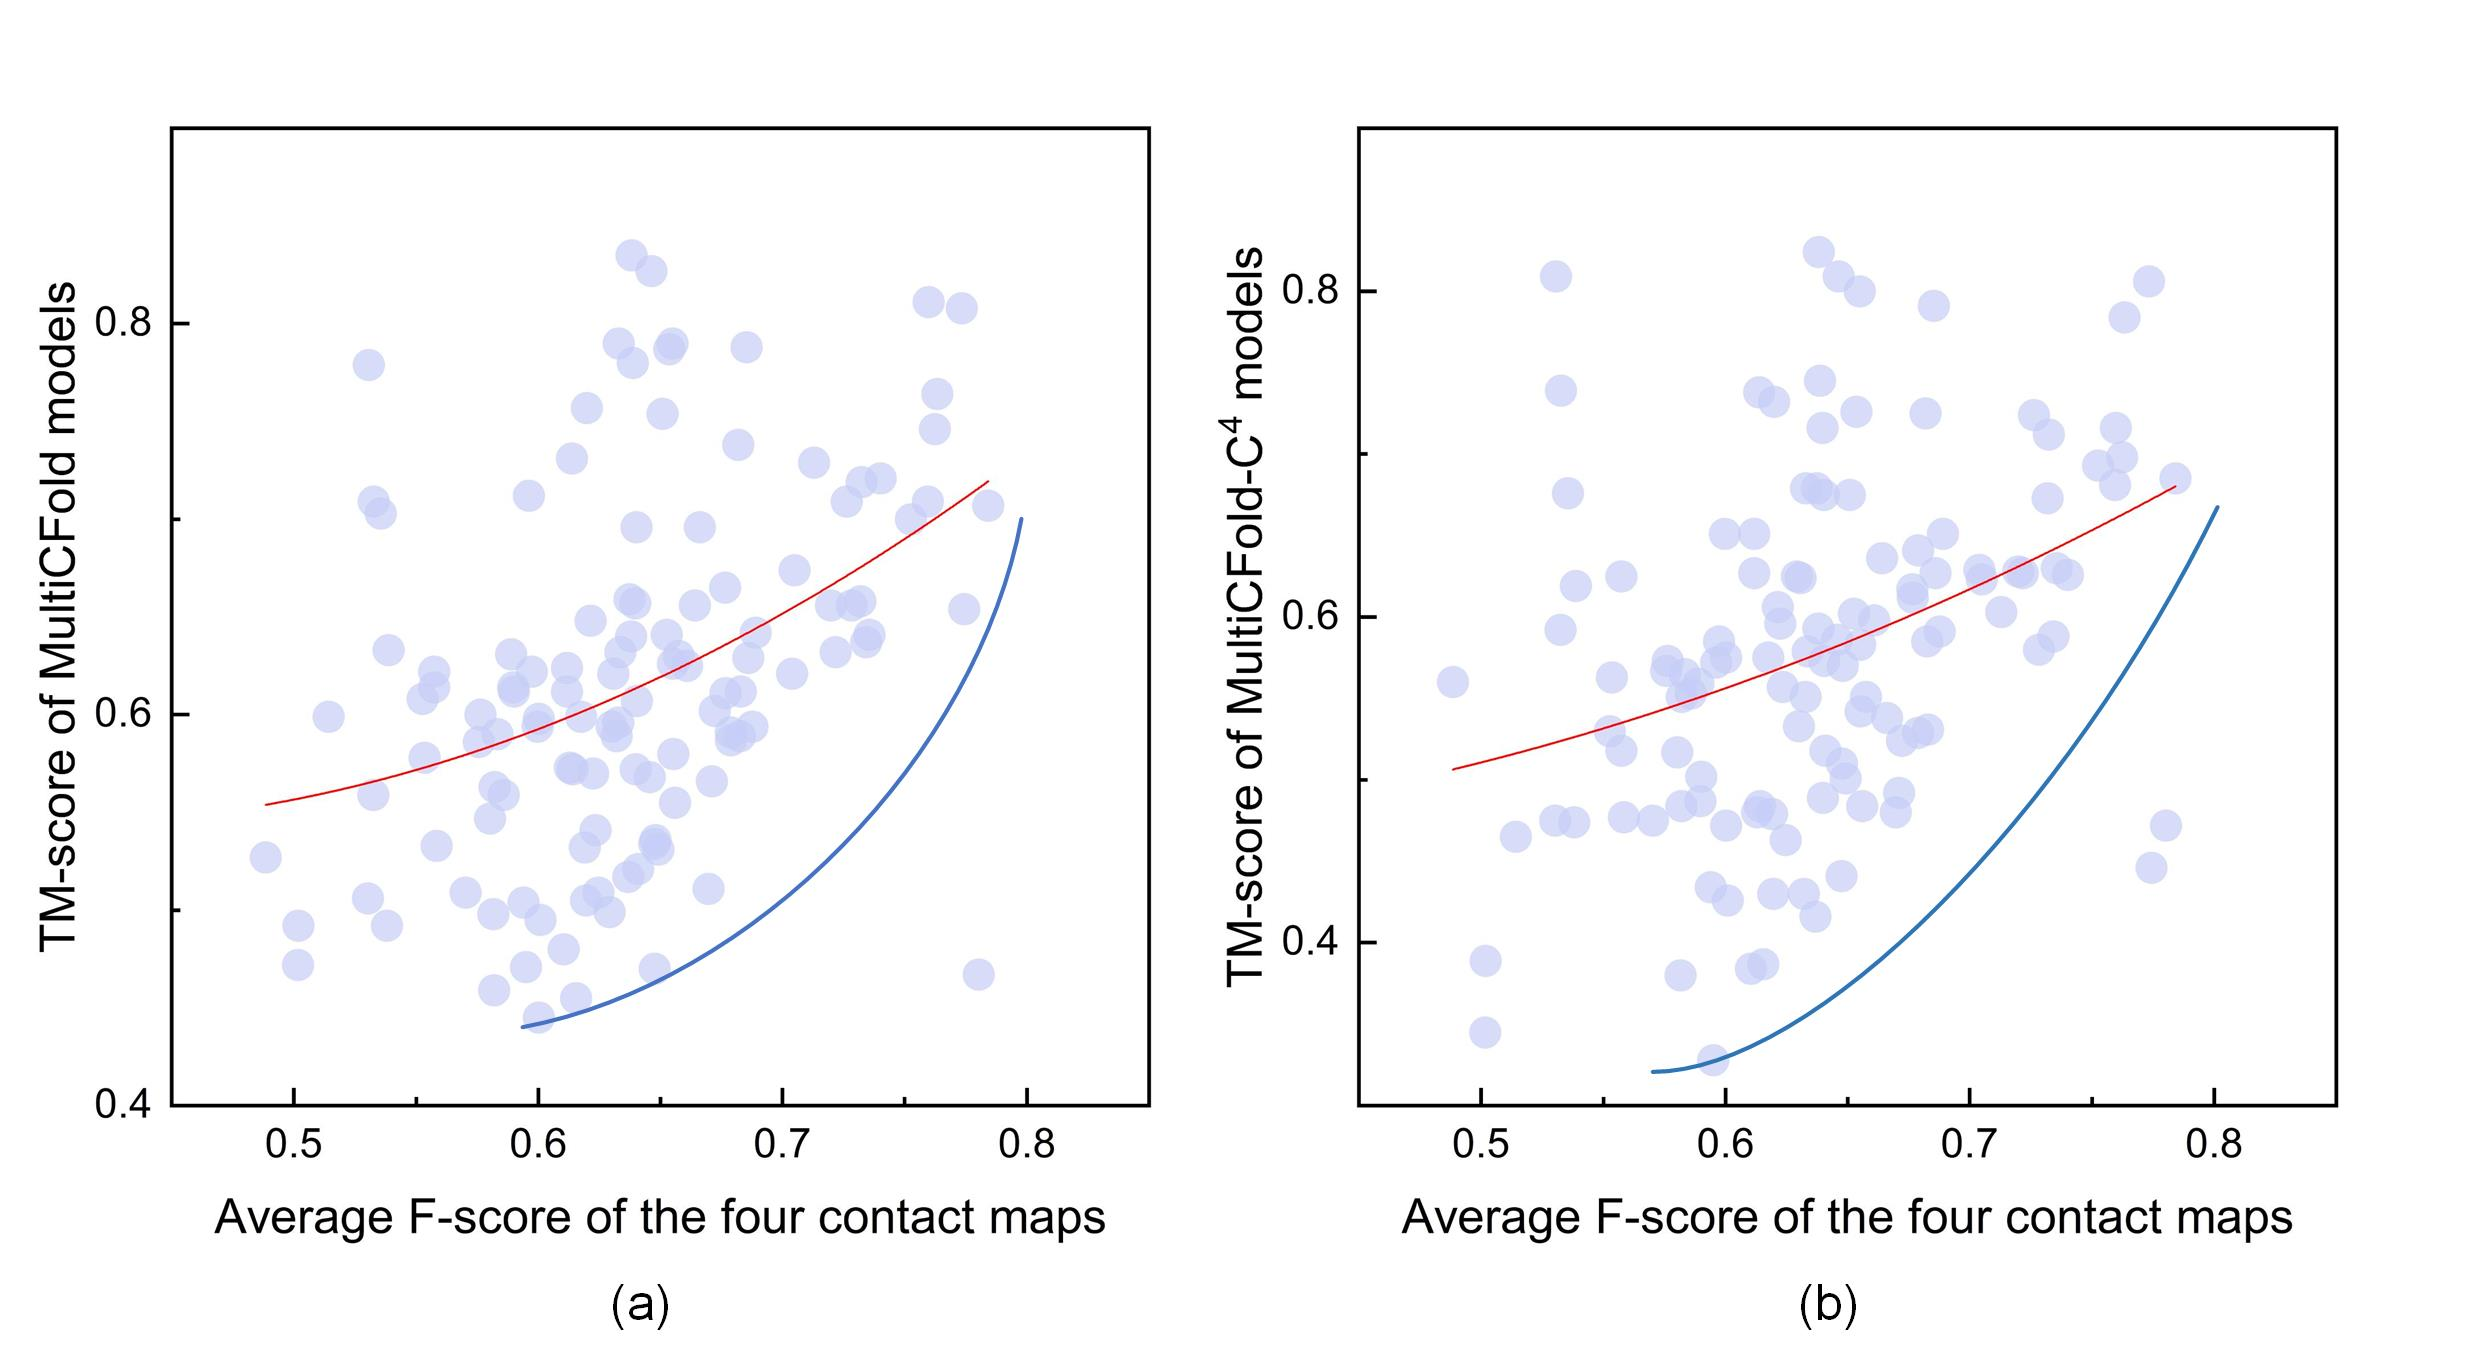 TM-score of MultiCFold models
0.8
0.6
0.4
0.5 0.6 0.7 0.8
Average F-score of the four contact maps
(a)
TM-score of MultiCFold-C⁴ models
0.8
0.6
0.4
0.5 0.6 0.7 0.8
Average F-score of the four contact maps
(b)